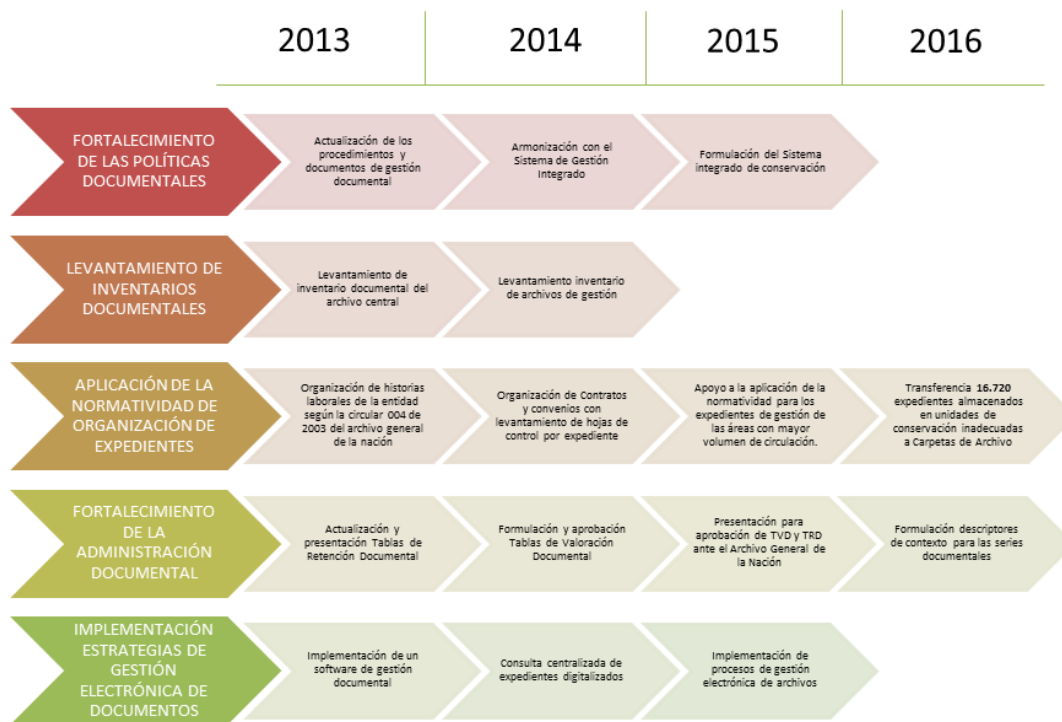 2013
2014
2015
2016
FORTALECIMIENTO
DE LAS POLÍTICAS
DOCUMENTALES
Actualización de los
procedimientos y
documentos de gestión
documental
Armonización con el
Sistema de Gestión
Integrado
Formulación del Sistema
integrado de conservación
LEVANTAMIENTO DE
INVENTARIOS
DOCUMENTALES
Levantamiento de
inventario documental del
archivo central
Levantamiento inventario
de archivos de gestión
APLICACIÓN DE LA
NORMATIVIDAD DE
ORGANIZACIÓN DE
EXPEDIENTES
Organización de historias
laborales de la entidad
según la circular 004 de
2003 del archivo general
de la nación
Organización de Contratos
y convenios con
levantamiento de hojas de
control por expediente
Apoyo a la aplicación de la
normatividad para los
expedientes de gestión de
las áreas con mayor
volumen de circulación.
Transferencia 16.720
expedientes almacenados
en unidades de
conservación inadecuadas
a Carpetas de Archivo
FORTALECIMIENTO
DE LA
ADMINISTRACIÓN
DOCUMENTAL
Actualización y
presentación Tablas de
Retención Documental
Formulación y aprobación
Tablas de Valoración
Documental
Presentación para
aprobación de TVD y TRD
ante el Archivo General de
la Nación
Formulación descriptores
de contexto para las series
documentales
IMPLEMENTACIÓN
ESTRATEGIAS DE
GESTIÓN
ELECTRÓNICA DE
DOCUMENTOS
Implementación de un
software de gestión
documental
Consulta centralizada de
expedientes digitalizados
Implementación de
procesos de gestión
electrónica de archivos